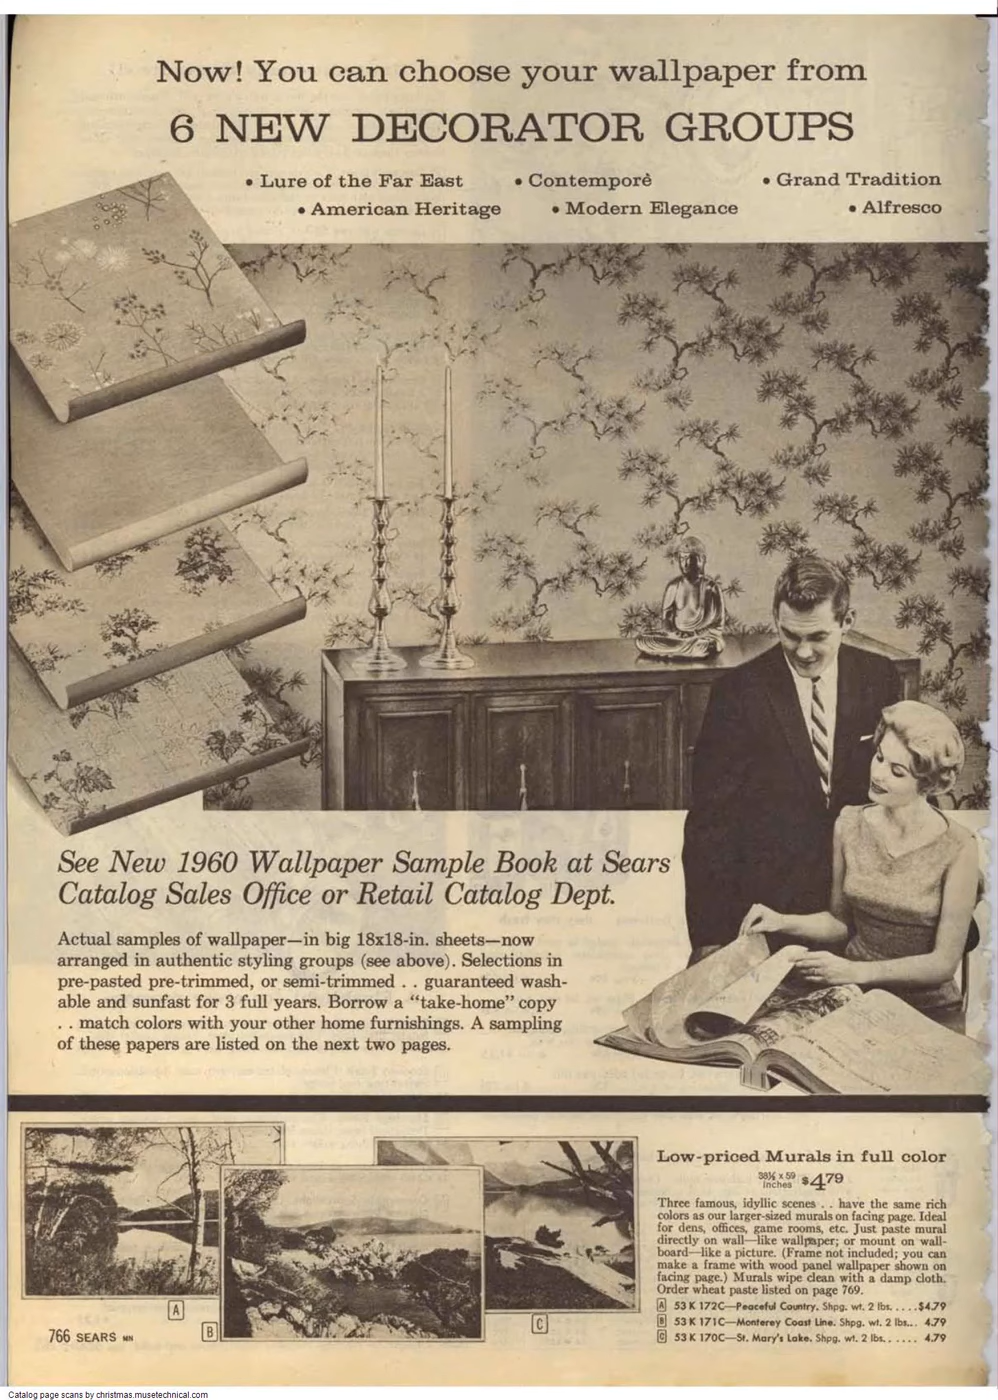 Now! You can choose your wallpaper from
6 NEW DECORATOR GROUPS
• Lure of the Far East • Contemporè • Grand Tradition
• American Heritage • Modern Elegance • Alfresco
See New 1960 Wallpaper Sample Book at Sears
Catalog Sales Office or Retail Catalog Dept.
Actual samples of wallpaper—in big 18x18-in. sheets—now
arranged in authentic styling groups (see above). Selections in
pre-pasted pre-trimmed, or semi-trimmed . . guaranteed wash-
able and sunfast for 3 full years. Borrow a "take-home" copy
. . match colors with your other home furnishings. A sampling
of these papers are listed on the next two pages.
Low-priced Murals in full color
38½ x 59
inches $4.79
Three famous, idyllic scenes . . have the same rich
colors as our larger-sized murals on facing page. Ideal
for dens, offices, game rooms, etc. Just paste mural
directly on wall—like wallpaper; or mount on wall-
board—like a picture. (Frame not included; you can
make a frame with wood panel wallpaper shown on
facing page.) Murals wipe clean with a damp cloth.
Order wheat paste listed on page 769.
A 53 K 172C—Peaceful Country. Shpg. wt. 2 lbs. ....$4.79
B 53 K 171C—Monterey Coast Line. Shpg. wt. 2 lbs... 4.79
C 53 K 170C—St. Mary's Lake. Shpg. wt. 2 lbs....... 4.79
A
B
C
766 SEARS MN
Catalog page scans by christmas.musetechnical.com